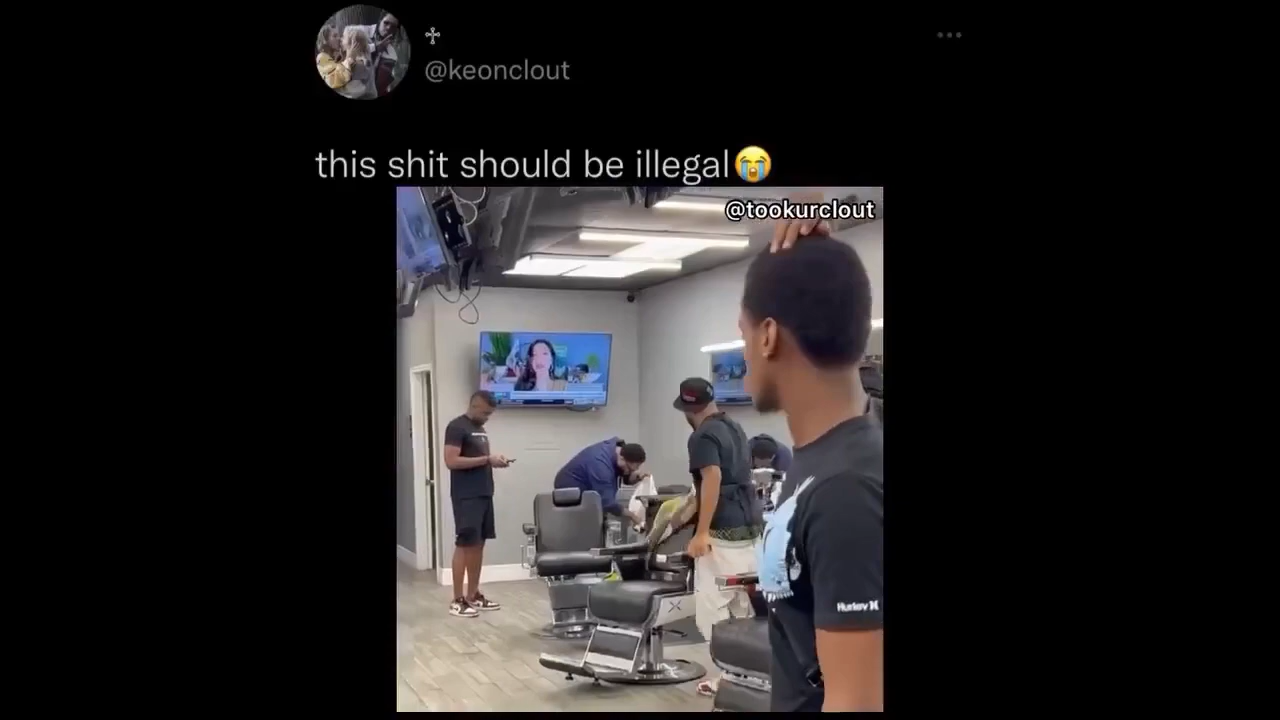 ♱
@keonclout
this shit should be illegal😭
@tookurclout
Hurley